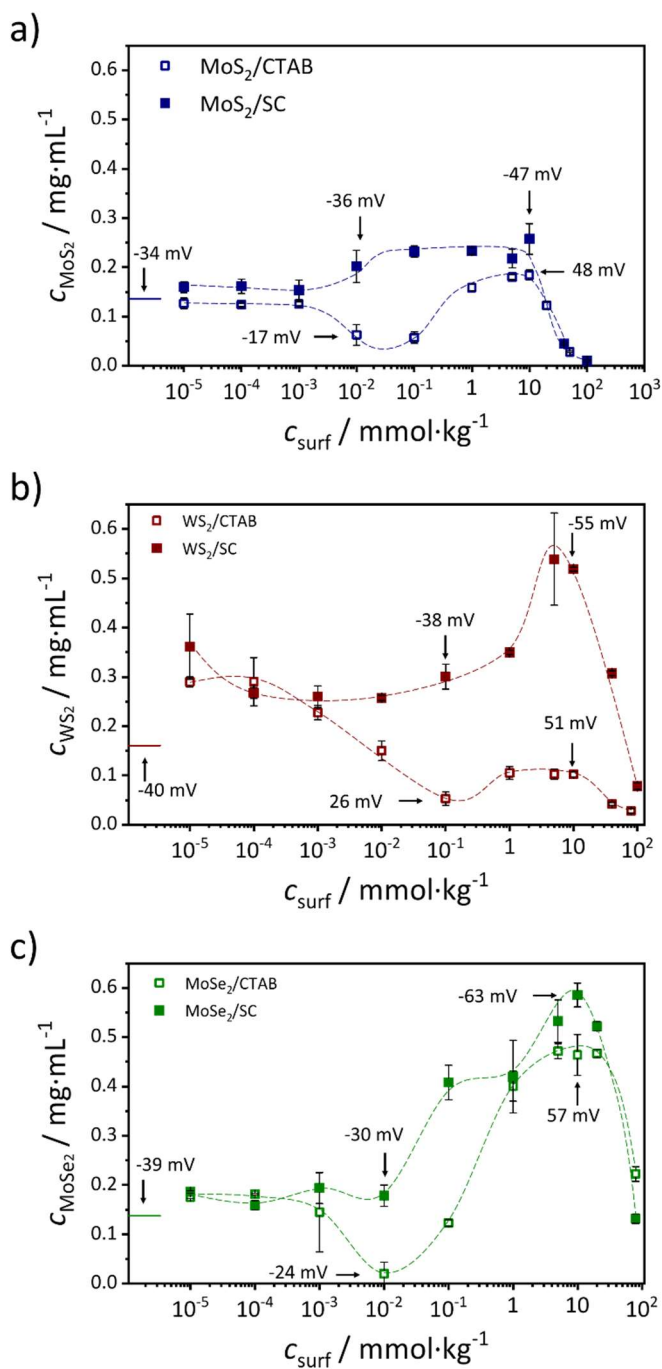 a)
0.6
0.5
0.4
0.3
0.2
0.1
0.0
c_MoS₂ / mg·mL⁻¹
MoS₂/CTAB
MoS₂/SC
-34 mV
-36 mV
-47 mV
48 mV
-17 mV
10⁻⁵ 10⁻⁴ 10⁻³ 10⁻² 10⁻¹ 1 10¹ 10² 10³
c_surf / mmol·kg⁻¹
b)
0.6
0.5
0.4
0.3
0.2
0.1
0.0
c_WS₂ / mg·mL⁻¹
WS₂/CTAB
WS₂/SC
-55 mV
-38 mV
51 mV
-40 mV
26 mV
10⁻⁵ 10⁻⁴ 10⁻³ 10⁻² 10⁻¹ 1 10 10²
c_surf / mmol·kg⁻¹
c)
0.6
0.5
0.4
0.3
0.2
0.1
0.0
c_MoSe₂ / mg·mL⁻¹
MoSe₂/CTAB
MoSe₂/SC
-63 mV
57 mV
-30 mV
-39 mV
-24 mV
10⁻⁵ 10⁻⁴ 10⁻³ 10⁻² 10⁻¹ 1 10 10²
c_surf / mmol·kg⁻¹